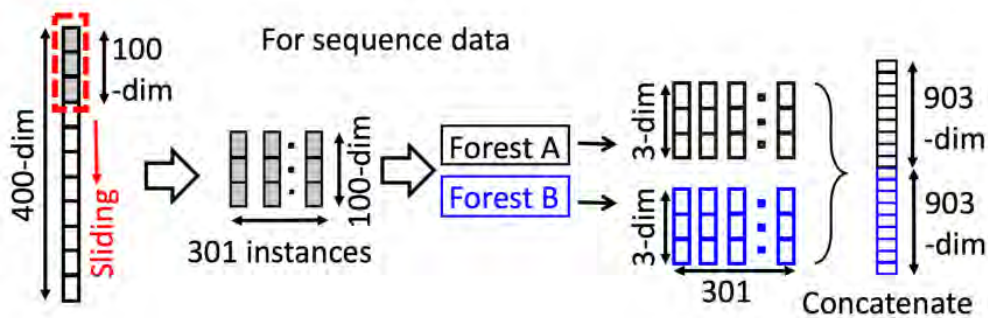 For sequence data
400-dim
100
-dim
Sliding
301 instances
100-dim
Forest A
Forest B
3-dim
3-dim
301
903
-dim
903
-dim
Concatenate